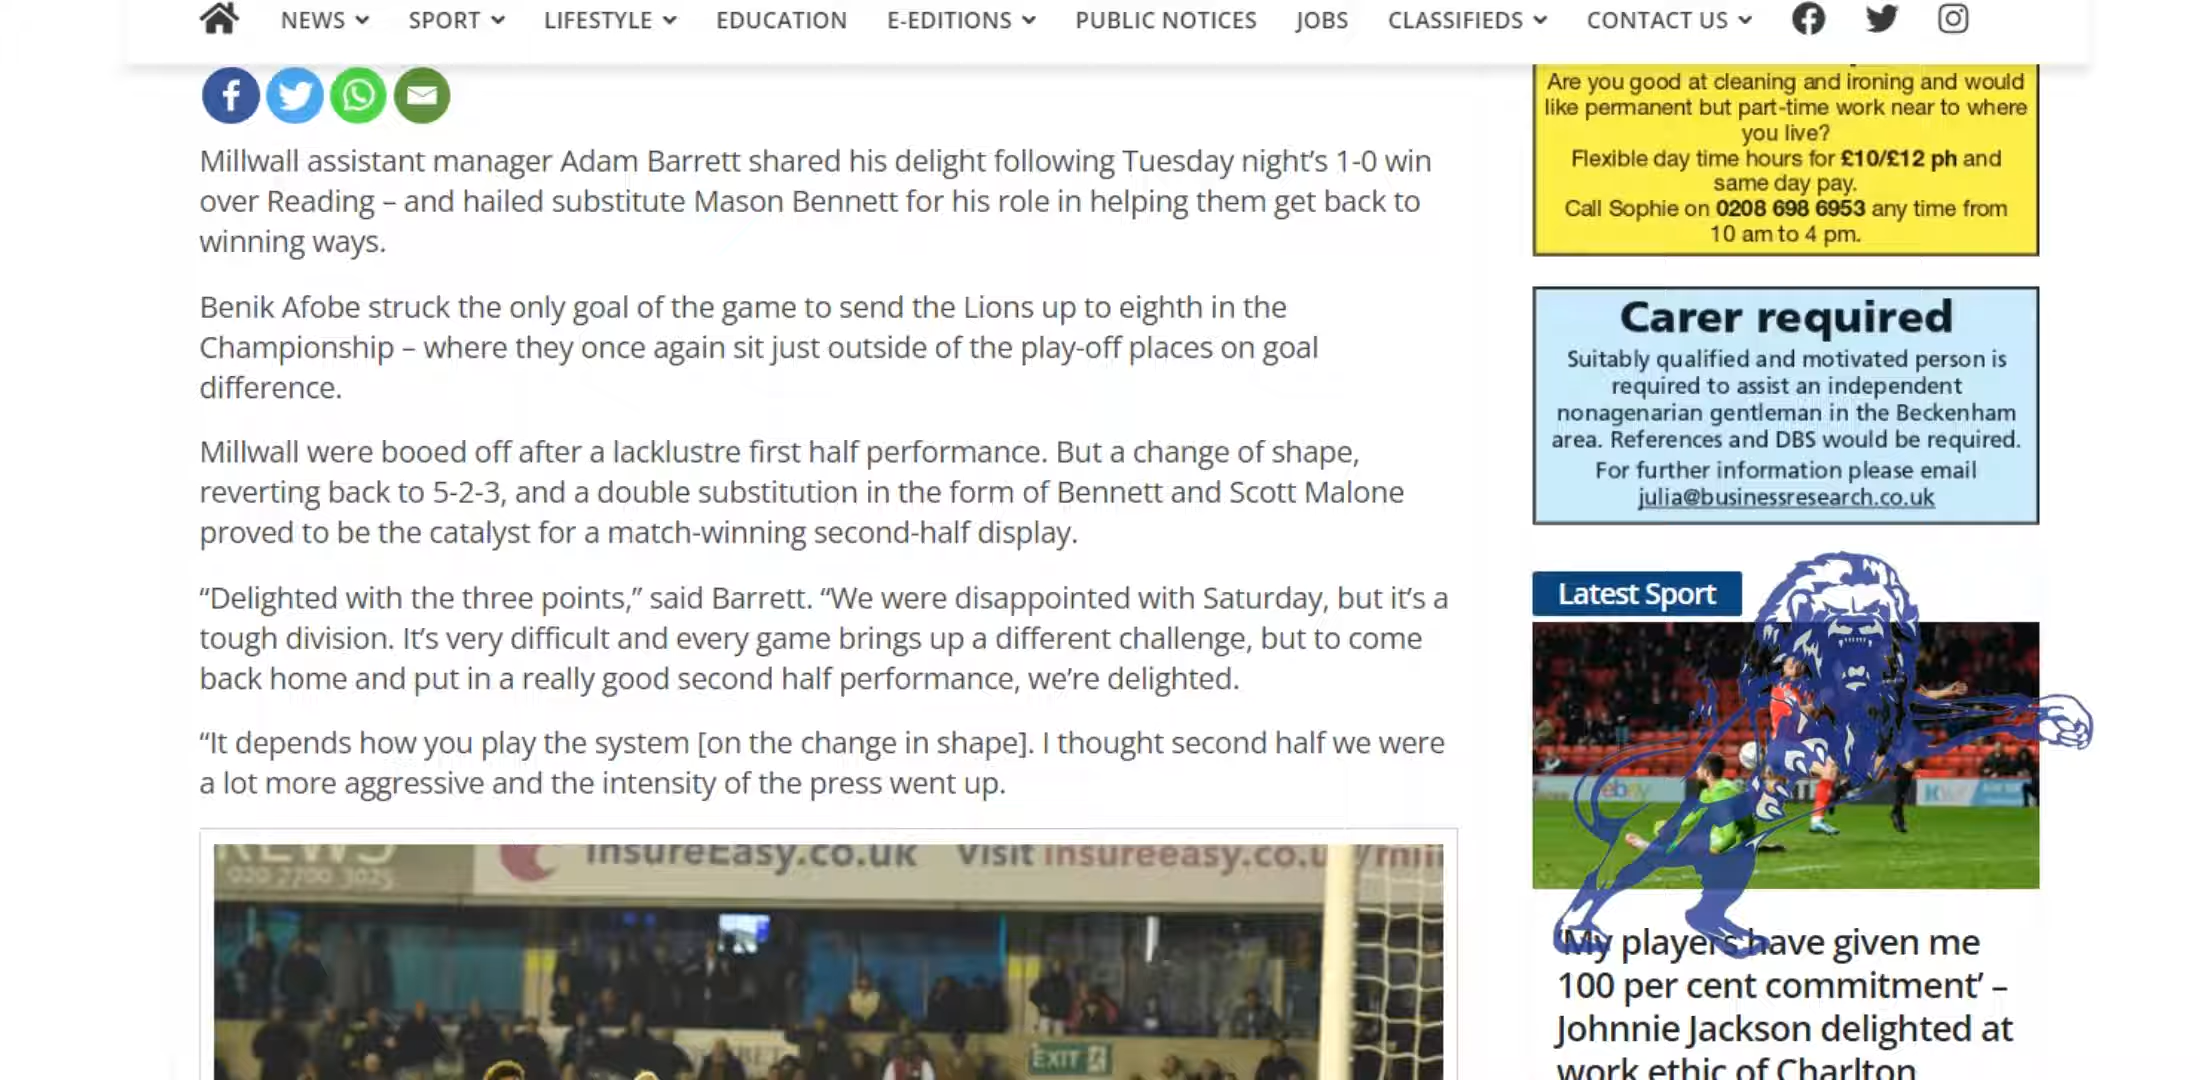 NEWS SPORT LIFESTYLE EDUCATION E-EDITIONS PUBLIC NOTICES JOBS CLASSIFIEDS CONTACT US
Millwall assistant manager Adam Barrett shared his delight following Tuesday night’s 1-0 win
over Reading – and hailed substitute Mason Bennett for his role in helping them get back to
winning ways.
Benik Afobe struck the only goal of the game to send the Lions up to eighth in the
Championship – where they once again sit just outside of the play-off places on goal
difference.
Millwall were booed off after a lacklustre first half performance. But a change of shape,
reverting back to 5-2-3, and a double substitution in the form of Bennett and Scott Malone
proved to be the catalyst for a match-winning second-half display.
“Delighted with the three points,” said Barrett. “We were disappointed with Saturday, but it’s a
tough division. It’s very difficult and every game brings up a different challenge, but to come
back home and put in a really good second half performance, we’re delighted.
“It depends how you play the system [on the change in shape]. I thought second half we were
a lot more aggressive and the intensity of the press went up.
insureEasy.co.uk Visit insureeasy.co.u
EXIT
Are you good at cleaning and ironing and would
like permanent but part-time work near to where
you live?
Flexible day time hours for £10/£12 ph and
same day pay.
Call Sophie on 0208 698 6953 any time from
10 am to 4 pm.
Carer required
Suitably qualified and motivated person is
required to assist an independent
nonagenarian gentleman in the Beckenham
area. References and DBS would be required.
For further information please email
julia@businessresearch.co.uk
Latest Sport
ebay
‘My players have given me
100 per cent commitment’ –
Johnnie Jackson delighted at
work ethic of Charlton